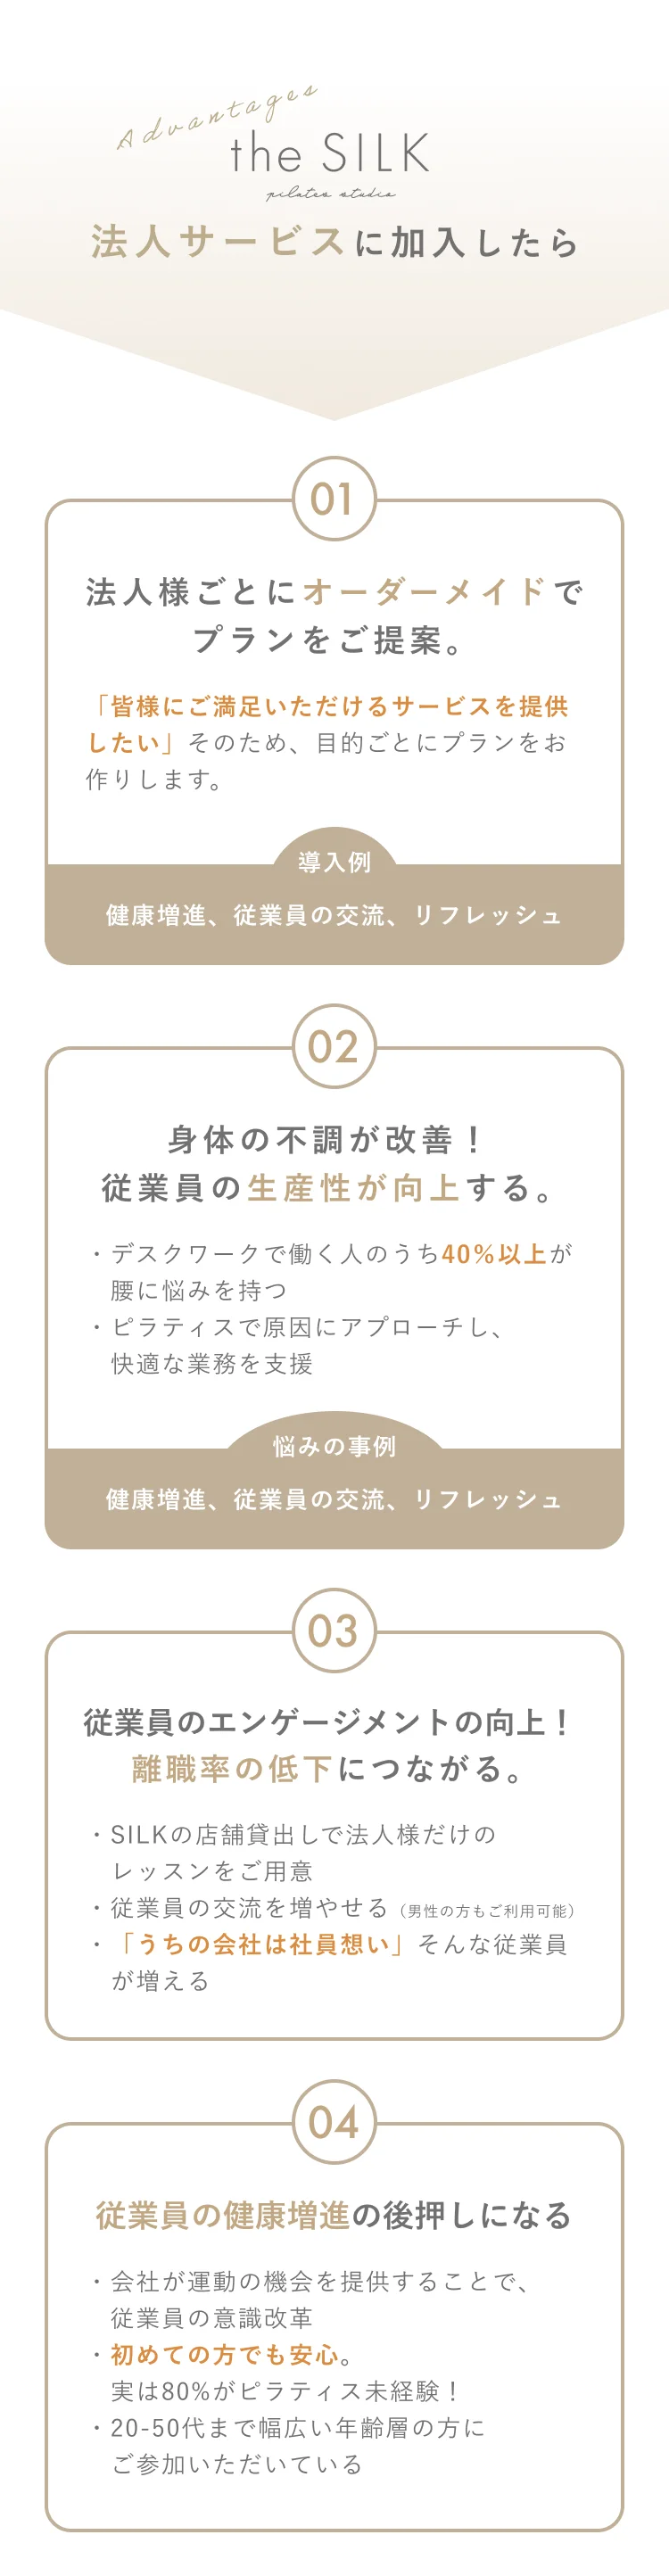 Advantages
the SILK
pilates studio
法人サービスに加入したら
01
法人様ごとにオーダーメイドで
プランをご提案。
「皆様にご満足いただけるサービスを提供
したい」そのため、目的ごとにプランをお
作りします。
導入例
健康増進、従業員の交流、リフレッシュ
02
身体の不調が改善！
従業員の生産性が向上する。
・デスクワークで働く人のうち40％以上が
腰に悩みを持つ
・ピラティスで原因にアプローチし、
快適な業務を支援
悩みの事例
健康増進、従業員の交流、リフレッシュ
03
従業員のエンゲージメントの向上！
離職率の低下につながる。
・SILKの店舗貸出しで法人様だけの
レッスンをご用意
・従業員の交流を増やせる（男性の方もご利用可能）
・「うちの会社は社員想い」そんな従業員
が増える
04
従業員の健康増進の後押しになる
・会社が運動の機会を提供することで、
従業員の意識改革
・初めての方でも安心。
実は80%がピラティス未経験！
・20-50代まで幅広い年齢層の方に
ご参加いただいている